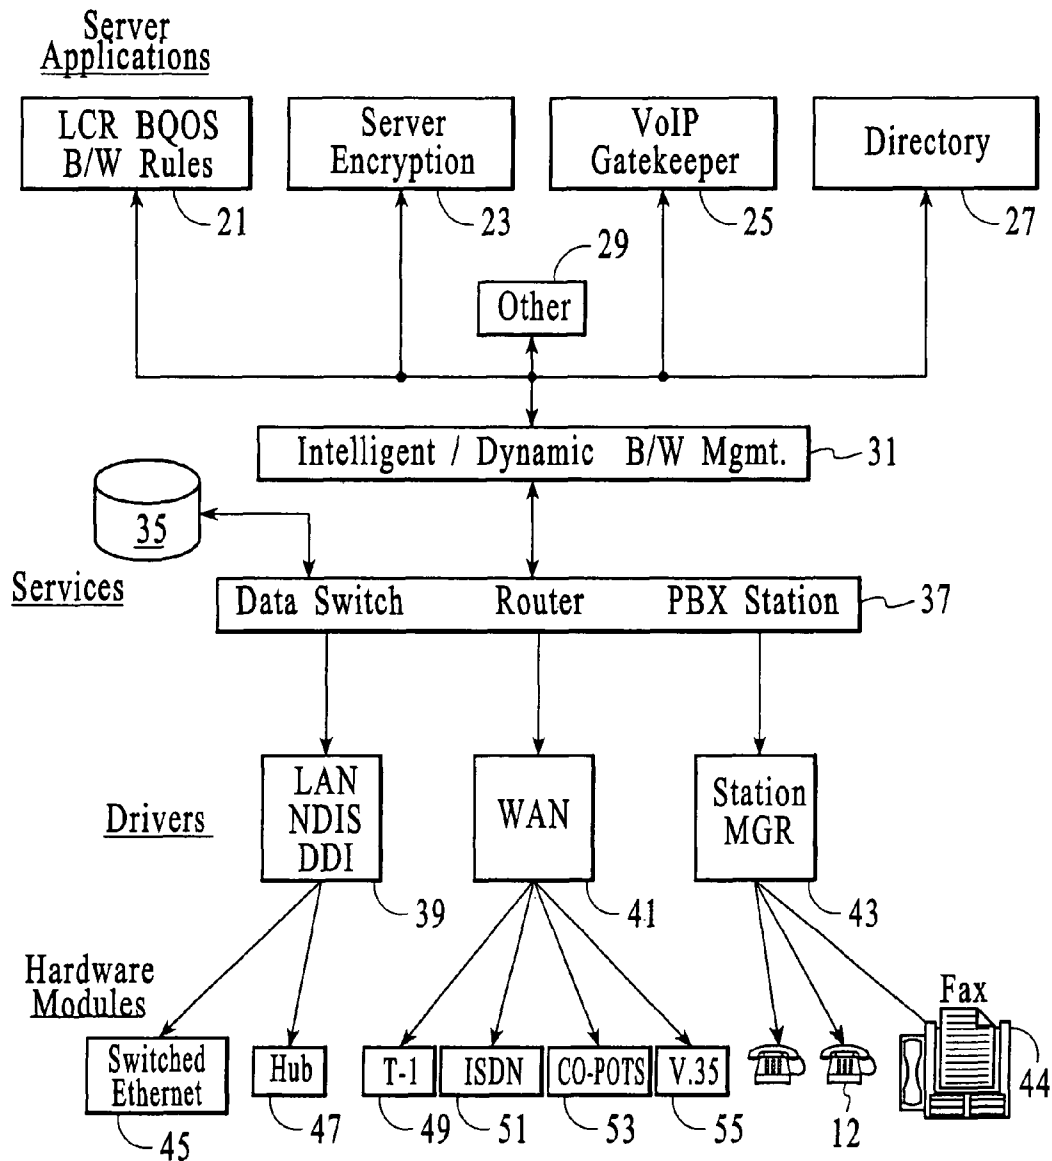 Server
Applications
LCR BQOS
B/W Rules
Server
Encryption
VoIP
Gatekeeper
Directory
21
23
25
27
29
Other
Intelligent / Dynamic B/W Mgmt.
31
35
Services
Data Switch Router PBX Station
37
Drivers
LAN
NDIS
DDI
WAN
Station
MGR
39
41
43
Hardware
Modules
Fax
Switched
Ethernet
Hub
T-1
ISDN
CO-POTS
V.35
44
45
47
49
51
53
55
12